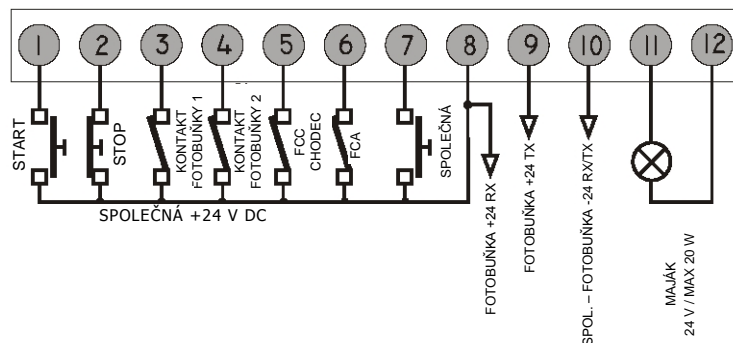 1 2 3 4 5 6 7 8 9 10 11 12
START
STOP
KONTAKT
FOTOBUŇKY 1
KONTAKT
FOTOBUŇKY 2
FCC
CHODEC
FCA
SPOLEČNÁ
SPOLEČNÁ +24 V DC
FOTOBUŇKA +24 RX
FOTOBUŇKA +24 TX
SPOL. – FOTOBUŇKA -24 RX/TX
MAJÁK
24 V / MAX 20 W